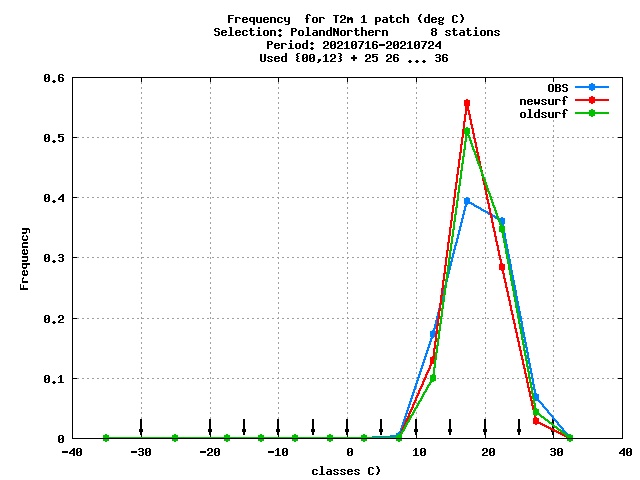 Frequency  for T2m 1 patch (deg C)
Selection: PolandNorthern      8 stations
Period: 20210716-20210724
Used {00,12} + 25 26 ... 36
OBS
newsurf
oldsurf
Frequency
0.6
0.5
0.4
0.3
0.2
0.1
0
-40 -30 -20 -10 0 10 20 30 40
classes C)